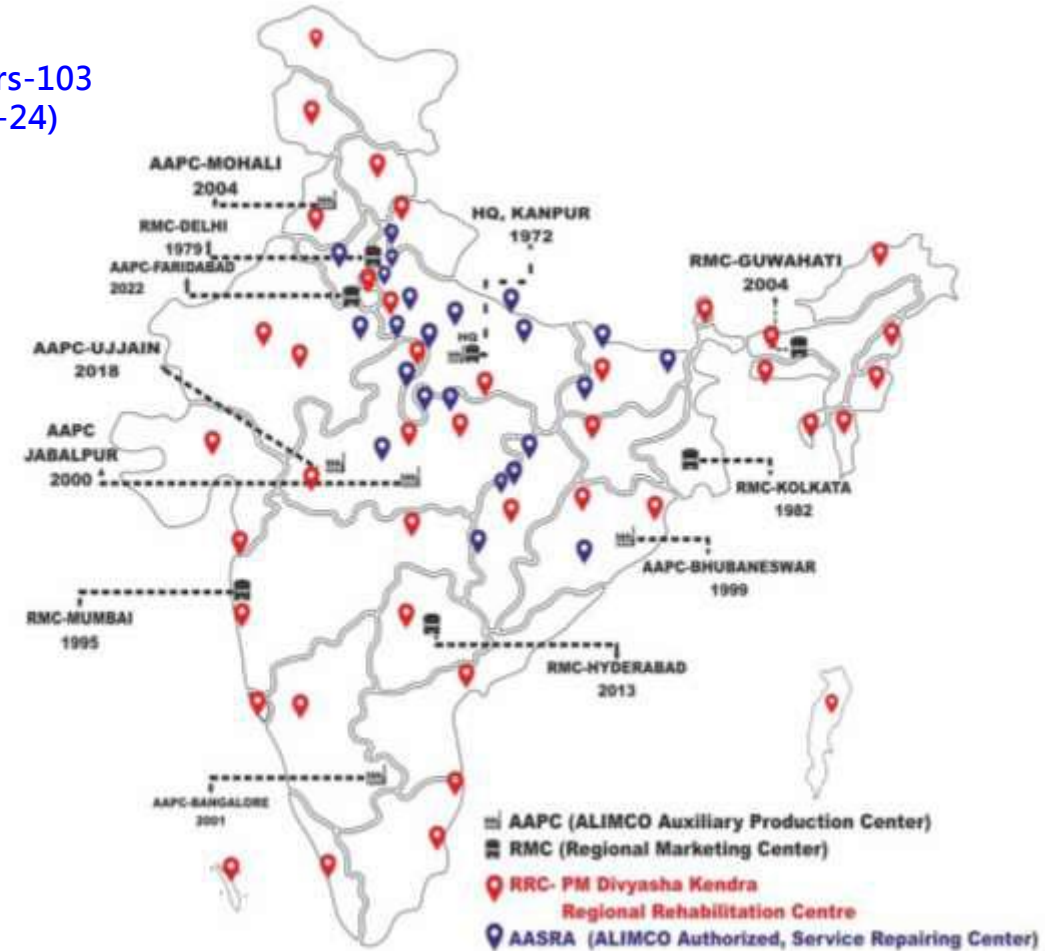 rs-103
-24)
AAPC-MOHALI
2004
RMC-DELHI
1979
AAPC-FARIDABAD
2022
HQ, KANPUR
1972
RMC-GUWAHATI
2004
HQ
AAPC-UJJAIN
2018
AAPC
JABALPUR
2000
RMC-KOLKATA
1982
AAPC-BHUBANESWAR
1999
RMC-MUMBAI
1995
RMC-HYDERABAD
2013
AAPC-BANGALORE
2001
AAPC (ALIMCO Auxiliary Production Center)
RMC (Regional Marketing Center)
RRC- PM Divyasha Kendra
Regional Rehabilitation Centre
AASRA (ALIMCO Authorized, Service Repairing Center)